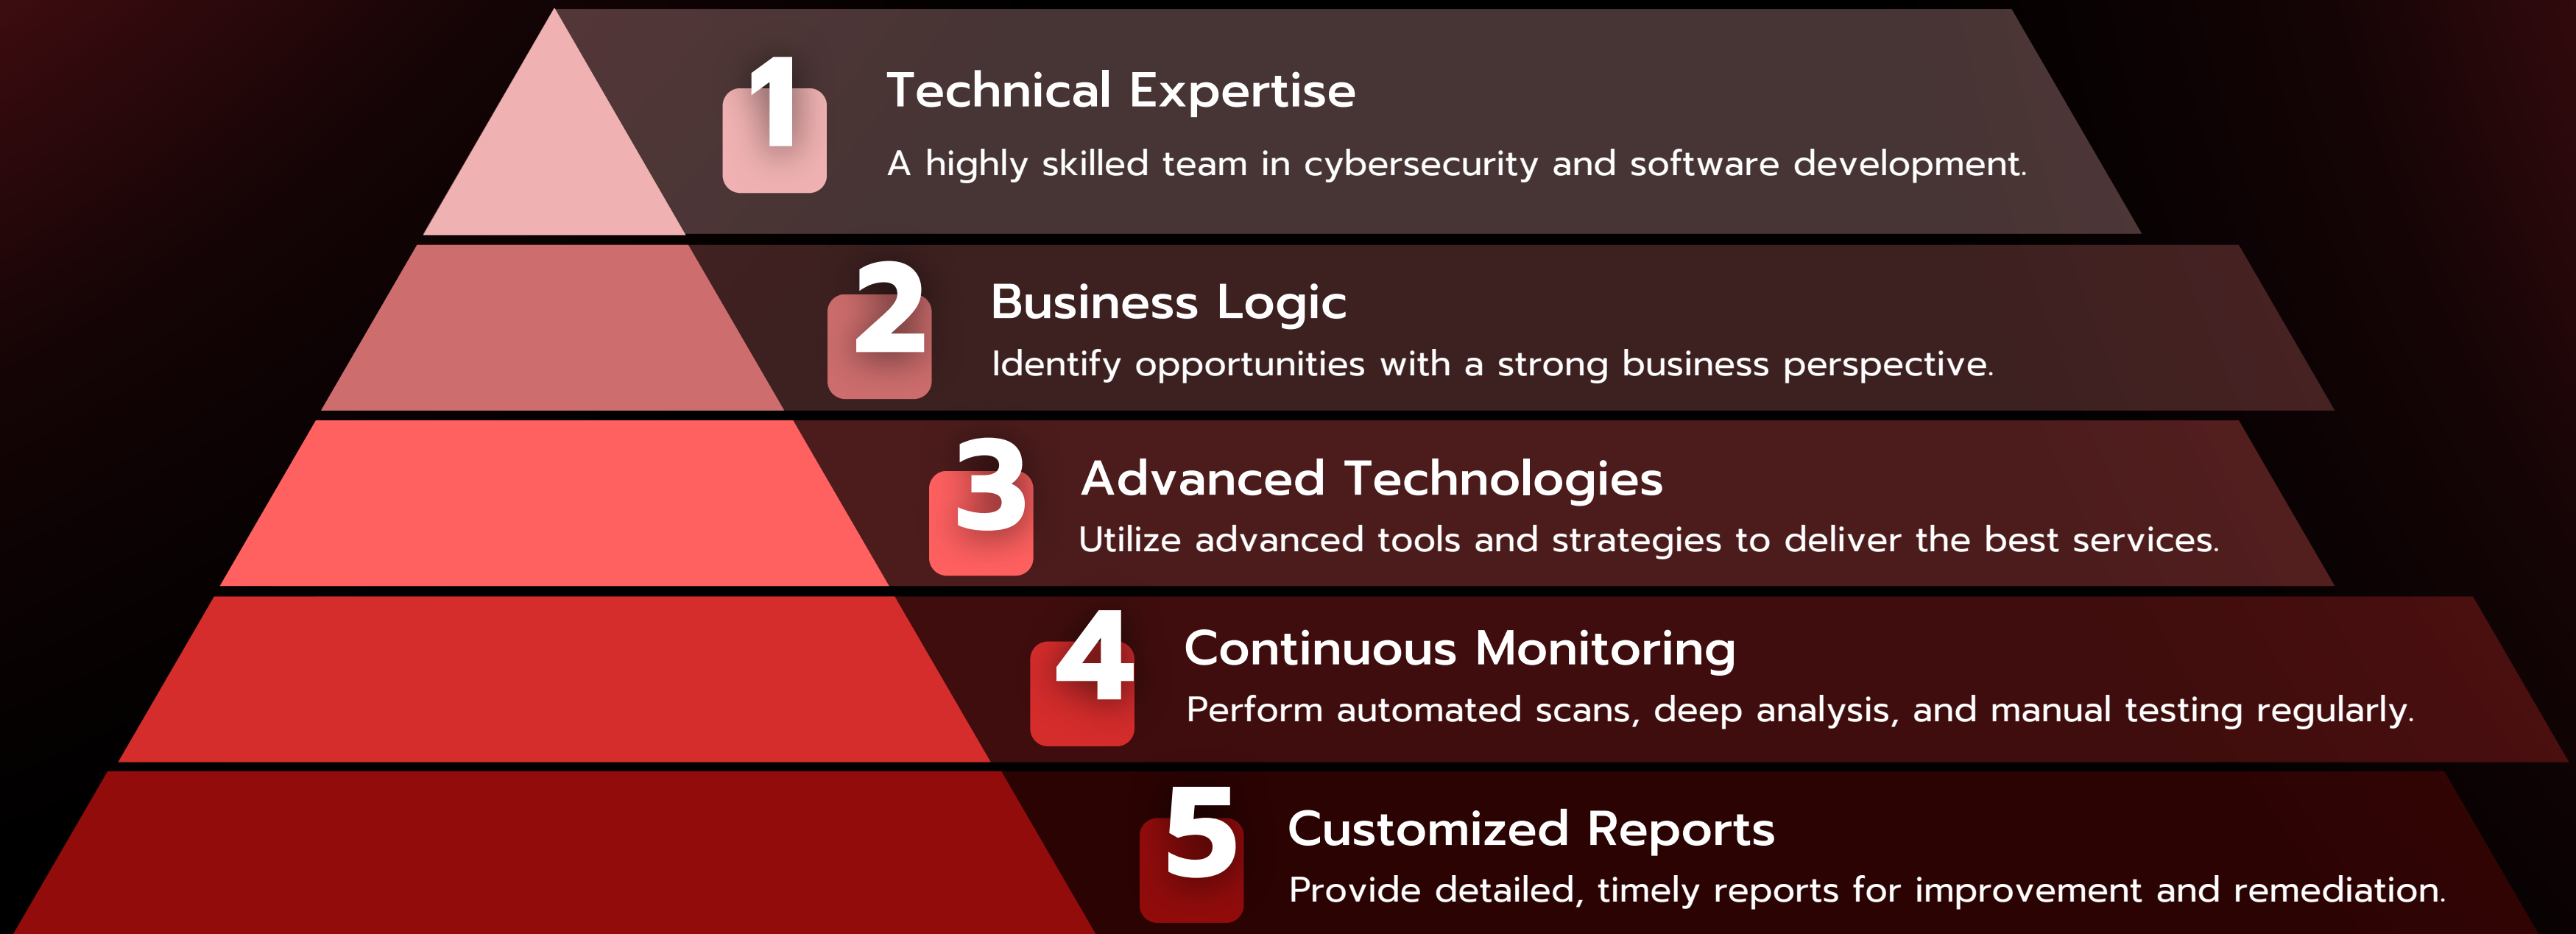 1
Technical Expertise
A highly skilled team in cybersecurity and software development.
2
Business Logic
Identify opportunities with a strong business perspective.
3
Advanced Technologies
Utilize advanced tools and strategies to deliver the best services.
4
Continuous Monitoring
Perform automated scans, deep analysis, and manual testing regularly.
5
Customized Reports
Provide detailed, timely reports for improvement and remediation.